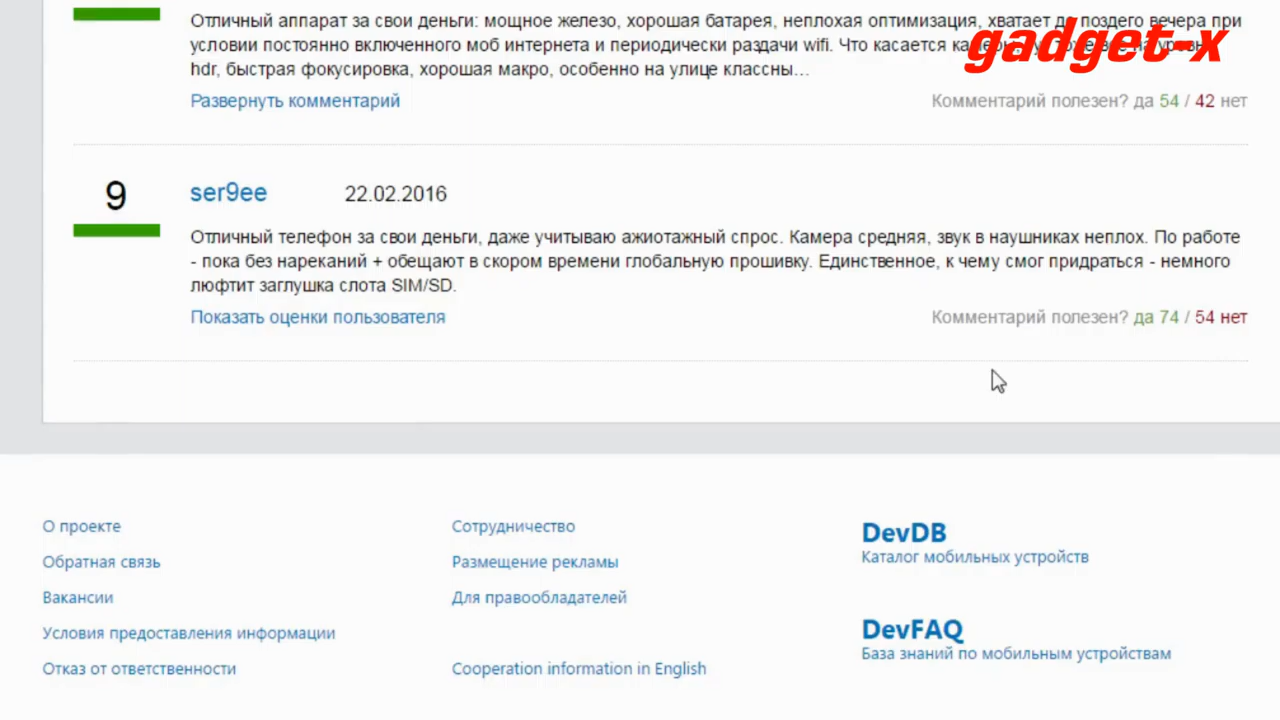 Отличный аппарат за свои деньги: мощное железо, хорошая батарея, неплохая оптимизация, хватает до поздего вечера при
условии постоянно включенного моб интернета и периодически раздачи wifi. Что касается
hdr, быстрая фокусировка, хорошая макро, особенно на улице классны...
gadget-x
Развернуть комментарий
Комментарий полезен? да 54 / 42 нет
9
ser9ee
22.02.2016
Отличный телефон за свои деньги, даже учитываю ажиотажный спрос. Камера средняя, звук в наушниках неплох. По работе
- пока без нареканий + обещают в скором времени глобальную прошивку. Единственное, к чему смог придраться - немного
люфтит заглушка слота SIM/SD.
Показать оценки пользователя
Комментарий полезен? да 74 / 54 нет
О проекте
Обратная связь
Вакансии
Условия предоставления информации
Отказ от ответственности
Сотрудничество
Размещение рекламы
Для правообладателей
Cooperation information in English
DevDB
Каталог мобильных устройств
DevFAQ
База знаний по мобильным устройствам